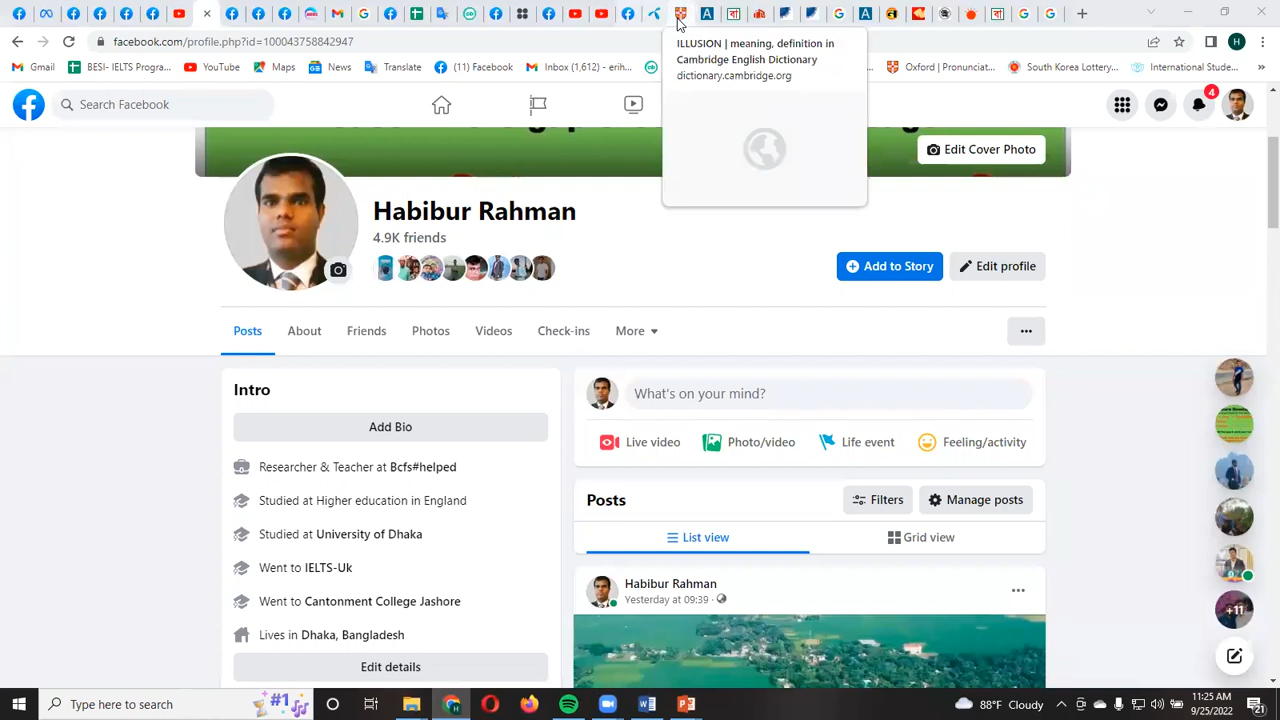 facebook.com/profile.php?id=100043758842947
Gmail
BESI- IELTS Progra...
YouTube
Maps
News
Translate
(11) Facebook
Inbox (1,612) - erih...
Oxford | Pronunciat...
South Korea Lottery...
International Stude...
ILLUSION | meaning, definition in
Cambridge English Dictionary
dictionary.cambridge.org
Search Facebook
4
Edit Cover Photo
Habibur Rahman
4.9K friends
Add to Story
Edit profile
Posts
About
Friends
Photos
Videos
Check-ins
More
Intro
Add Bio
Researcher & Teacher at Bcfs#helped
Studied at Higher education in England
Studied at University of Dhaka
Went to IELTS-Uk
Went to Cantonment College Jashore
Lives in Dhaka, Bangladesh
Edit details
What's on your mind?
Live video
Photo/video
Life event
Feeling/activity
Posts
Filters
Manage posts
List view
Grid view
Habibur Rahman
Yesterday at 09:39 ·
+11
Type here to search
#1
88°F Cloudy
11:25 AM
9/25/2022
21